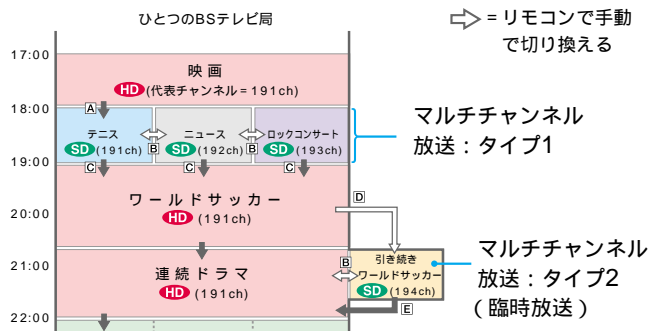 ひとつのBSテレビ局
= リモコンで手動
で切り換える
17:00
映画
HD (代表チャンネル = 191ch)
18:00
A
テニス
SD (191ch)
B
ニュース
SD (192ch)
B
ロックコンサート
SD (193ch)
マルチチャンネル
放送：タイプ1
19:00
C
C
C
ワールドサッカー
HD (191ch)
D
20:00
21:00
連続ドラマ
HD (191ch)
B
引き続き
ワールドサッカー
SD (194ch)
マルチチャンネル
放送：タイプ2
（臨時放送）
E
22:00